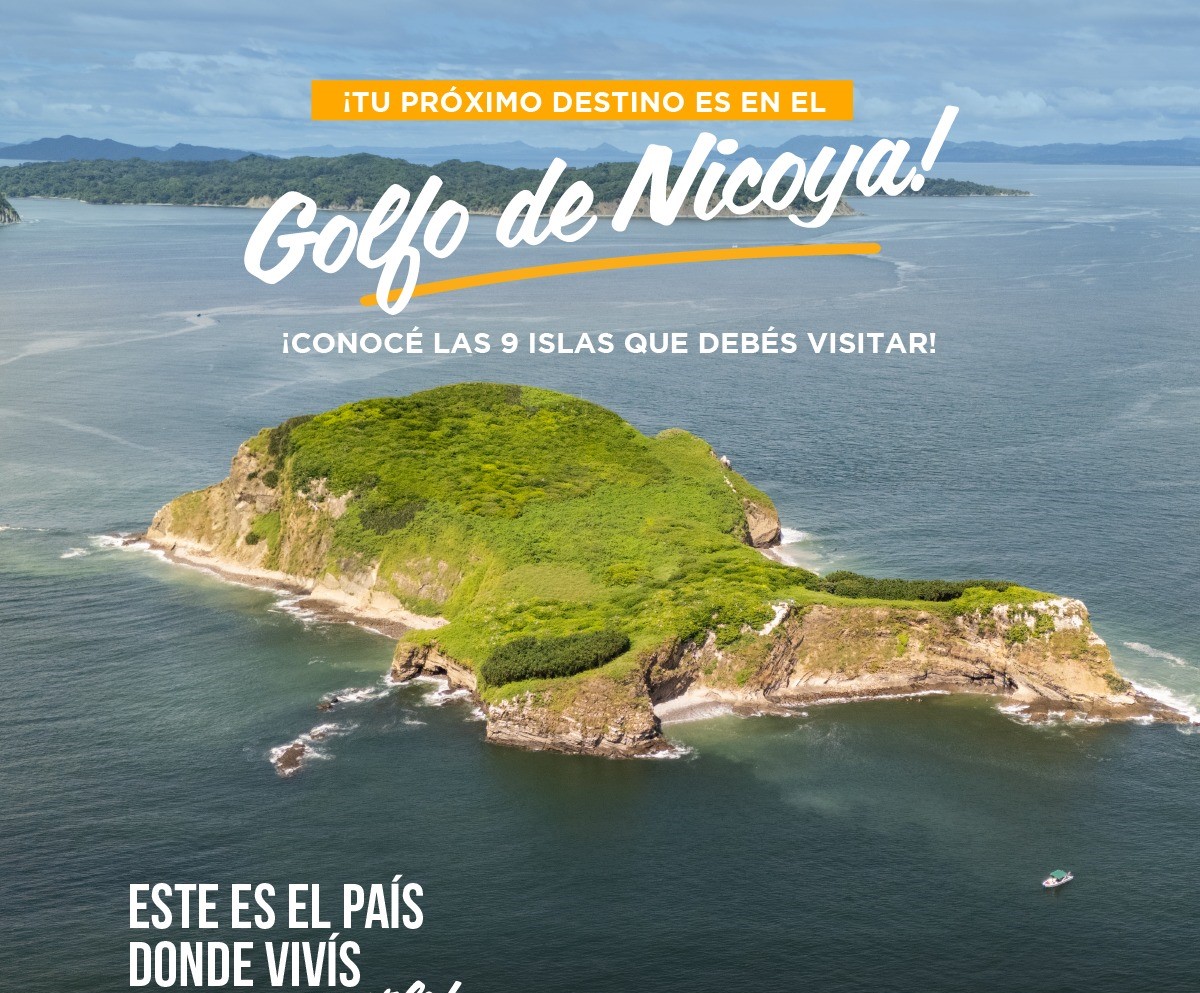 ¡TU PRÓXIMO DESTINO ES EN EL
Golfo de Nicoya!
¡CONOCÉ LAS 9 ISLAS QUE DEBÉS VISITAR!
ESTE ES EL PAÍS
DONDE VIVÍS